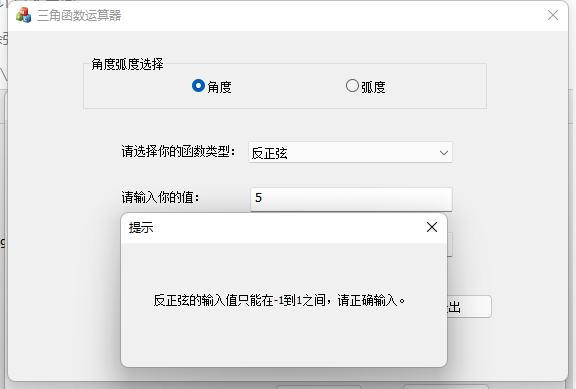 三角函数运算器
角度弧度选择
角度
弧度
请选择你的函数类型：
反正弦
请输入你的值：
5
提示
反正弦的输入值只能在-1到1之间，请正确输入。
出